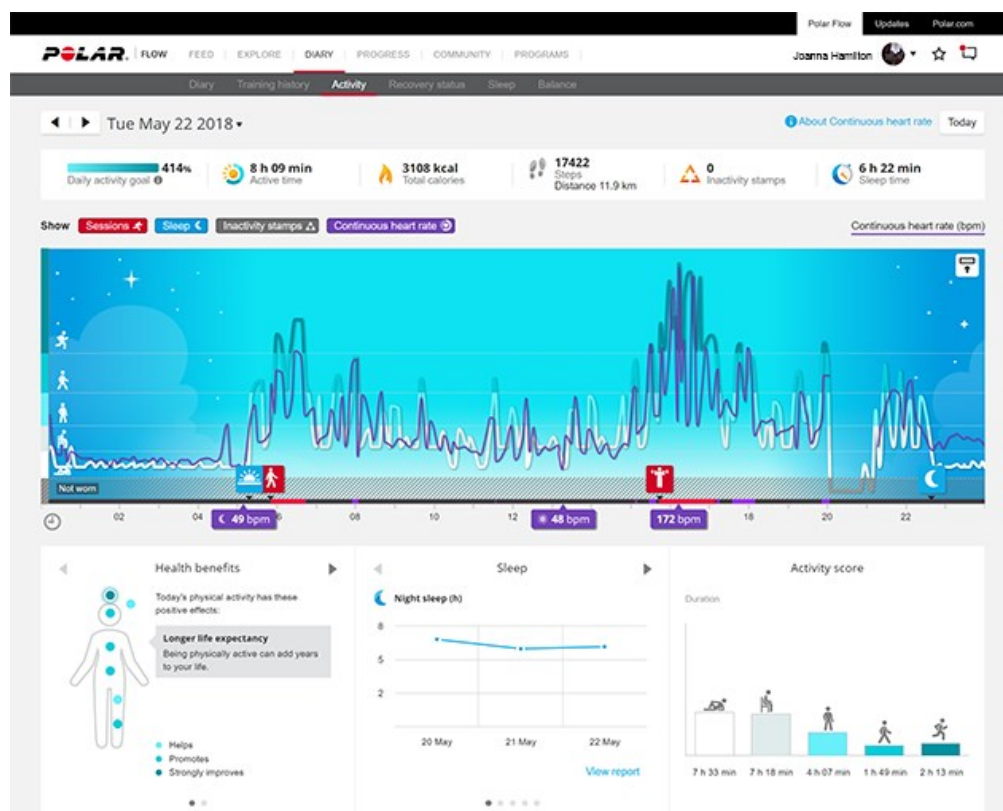 Polar Flow Updates Polar.com
POLAR. FLOW FEED EXPLORE DIARY PROGRESS COMMUNITY PROGRAMS Joanna Hamilton
Diary Training history Activity Recovery status Sleep Balance
Tue May 22 2018 About Continuous heart rate Today
414% 8 h 09 min 3108 kcal 17422 0 6 h 22 min
Daily activity goal Active time Total calories Steps Inactivity stamps Sleep time
Distance 11.9 km
Show Sessions Sleep Inactivity stamps Continuous heart rate Continuous heart rate (bpm)
Not worn
02 04 06 08 10 12 16 18 20 22
49 bpm 48 bpm 172 bpm
Health benefits Sleep Activity score
Today's physical activity has these
positive effects:
Longer life expectancy
Being physically active can add years
to your life.
Helps
Promotes
Strongly improves
Night sleep (h)
8
5
2
20 May 21 May 22 May
View report
Duration
7 h 33 min 7 h 18 min 4 h 07 min 1 h 49 min 2 h 13 min